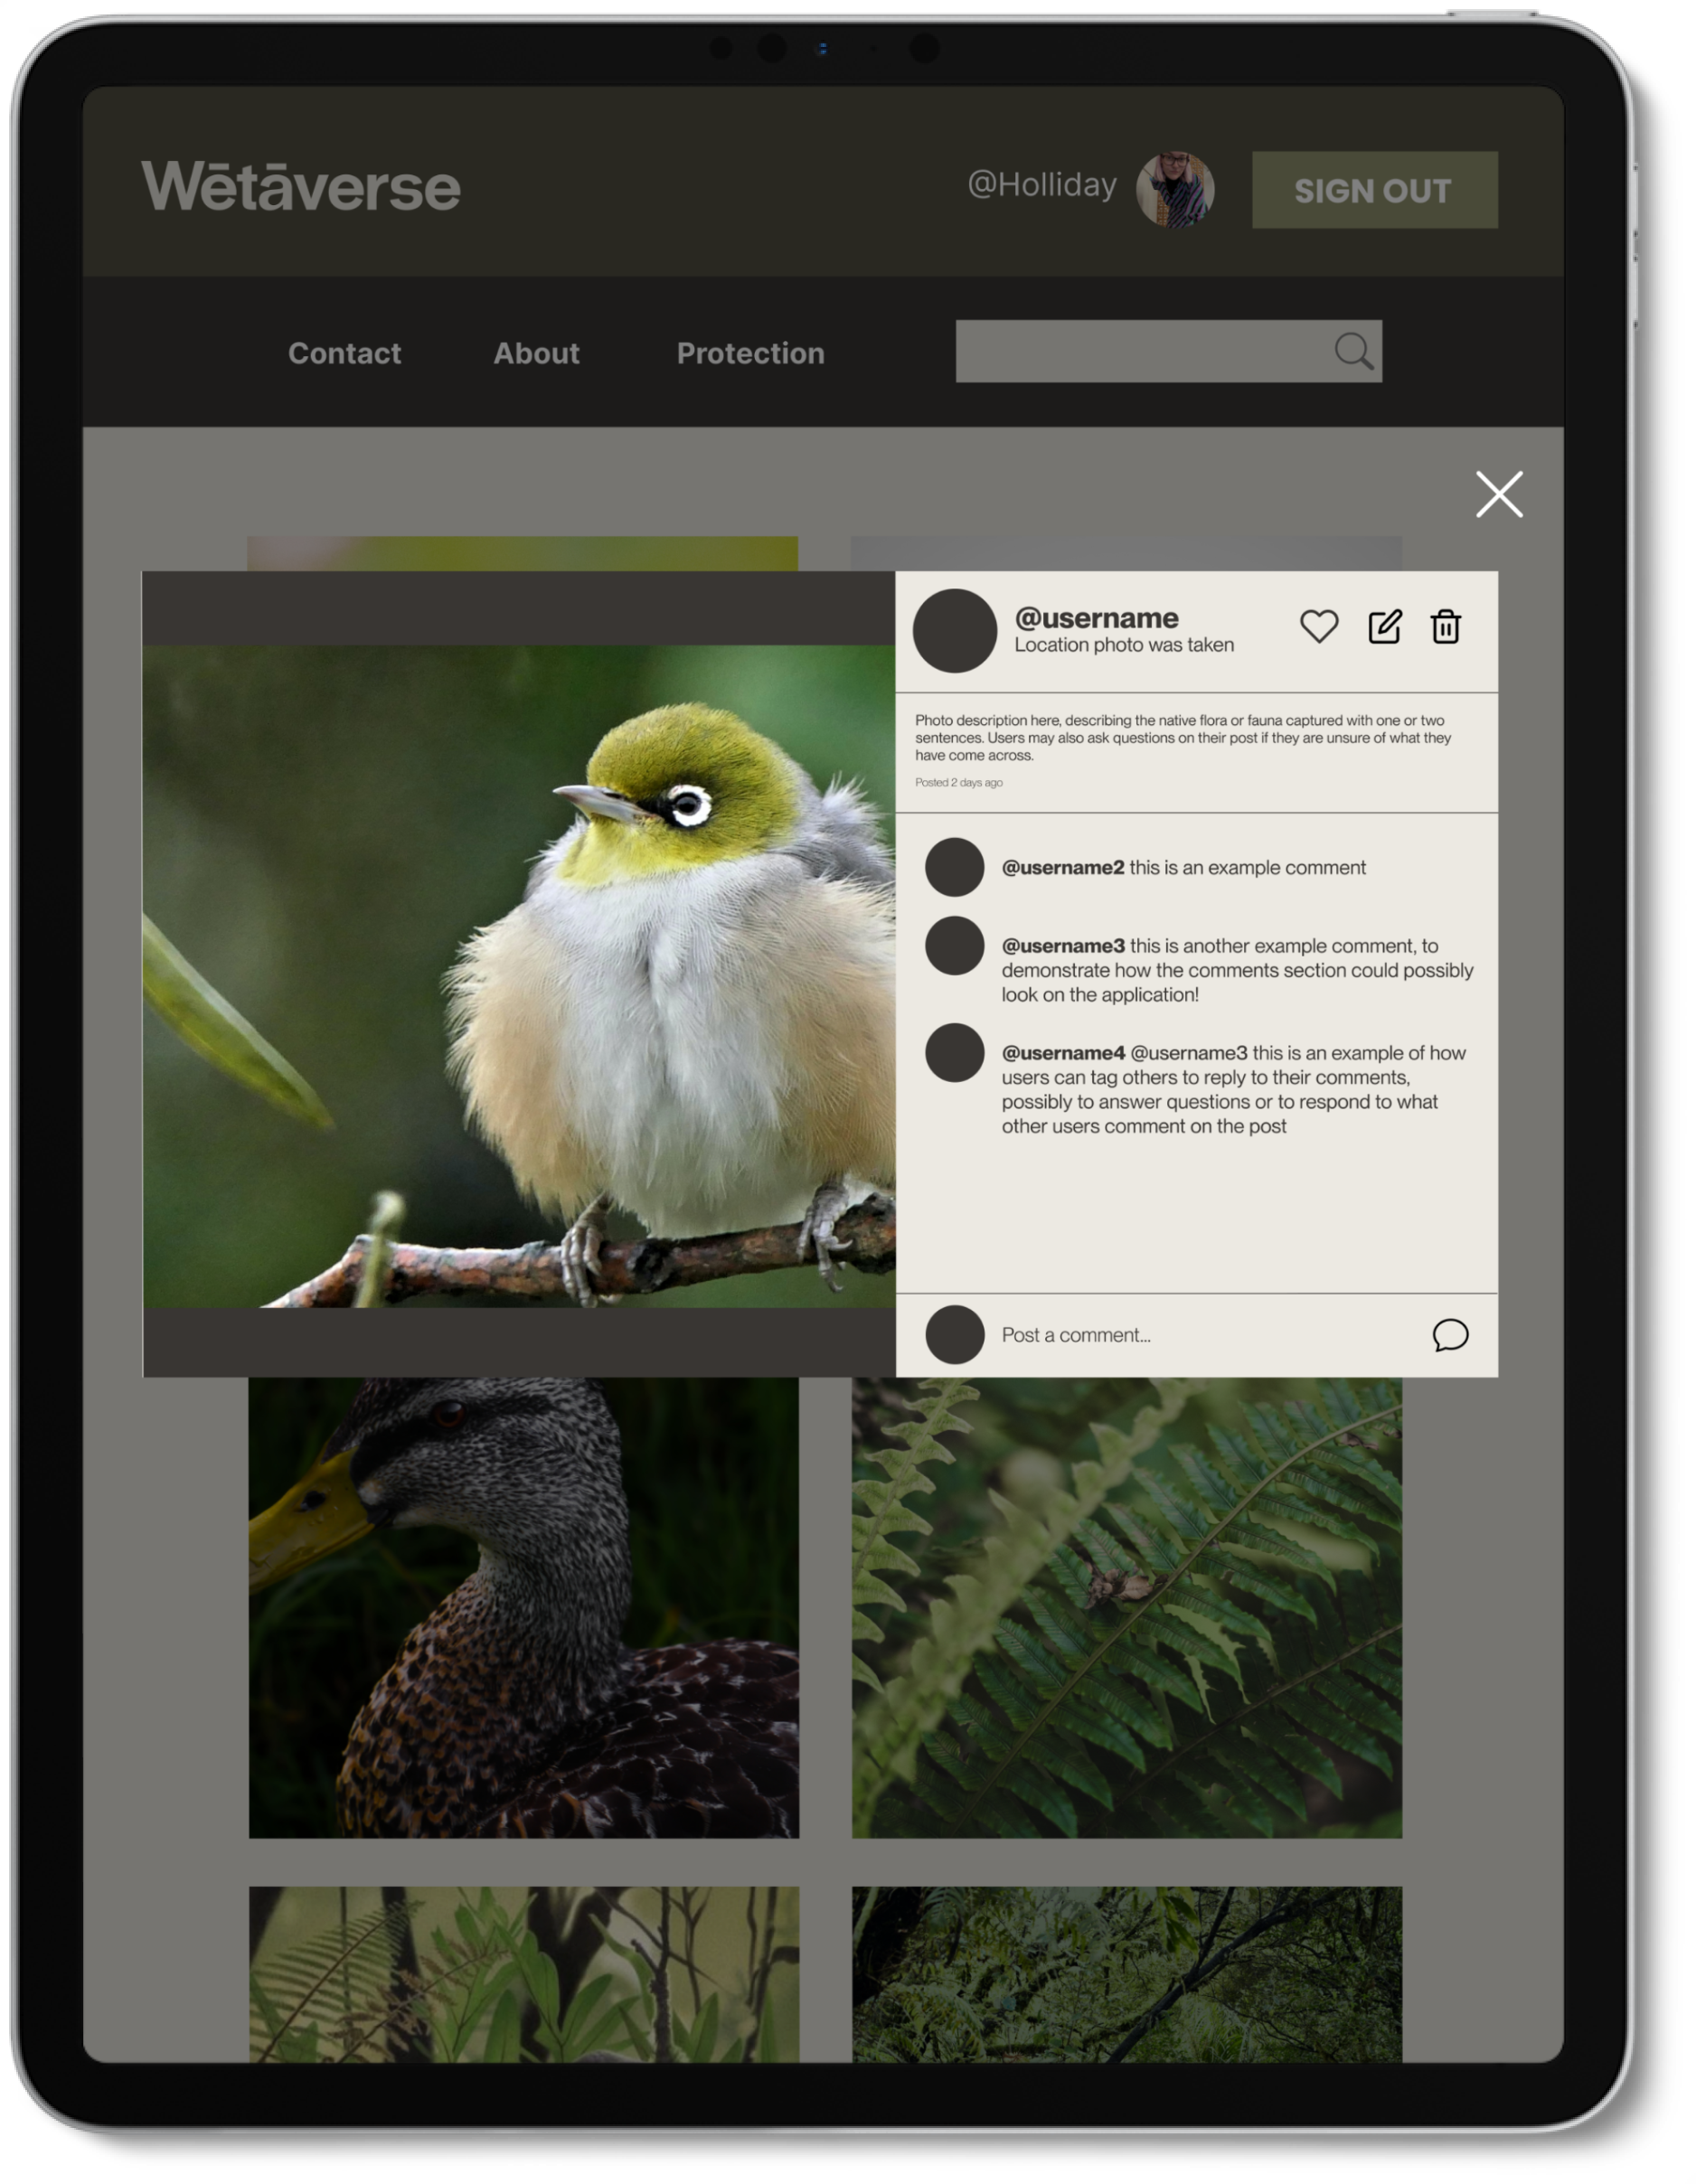 Wētāverse
@Holliday
SIGN OUT
Contact
About
Protection
@username
Location photo was taken
Photo description here, describing the native flora or fauna captured with one or two
sentences. Users may also ask questions on their post if they are unsure of what they
have come across.
Posted 2 days ago
@username2 this is an example comment
@username3 this is another example comment, to
demonstrate how the comments section could possibly
look on the application!
@username4 @username3 this is an example of how
users can tag others to reply to their comments,
possibly to answer questions or to respond to what
other users comment on the post
Post a comment...